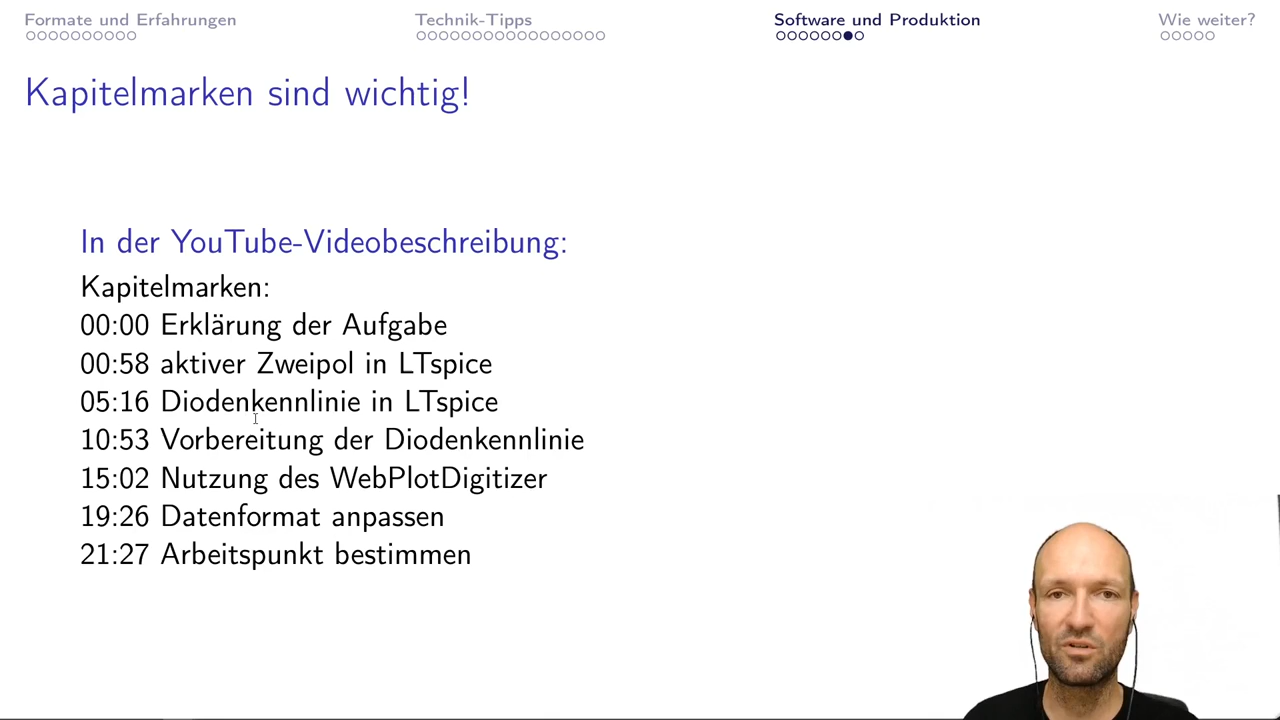 Formate und Erfahrungen
Technik-Tipps
Software und Produktion
Wie weiter?
Kapitelmarken sind wichtig!
In der YouTube-Videobeschreibung:
Kapitelmarken:
00:00 Erklärung der Aufgabe
00:58 aktiver Zweipol in LTspice
05:16 Diodenkennlinie in LTspice
10:53 Vorbereitung der Diodenkennlinie
15:02 Nutzung des WebPlotDigitizer
19:26 Datenformat anpassen
21:27 Arbeitspunkt bestimmen